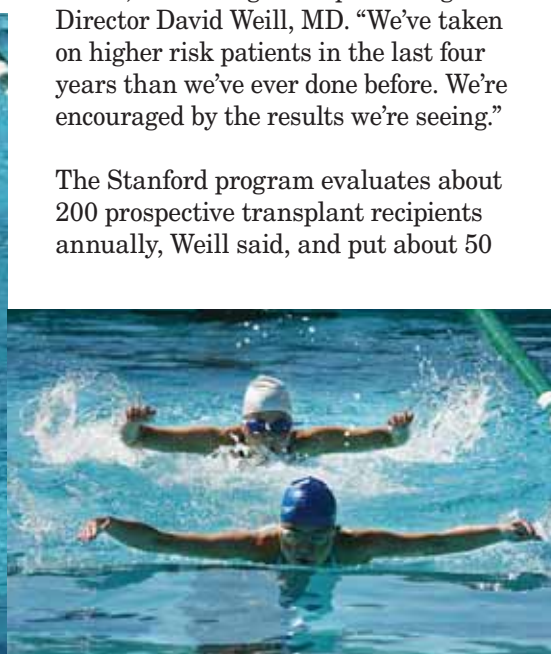 Director David Weill, MD. “We’ve taken
on higher risk patients in the last four
years than we’ve ever done before. We’re
encouraged by the results we’re seeing.”
The Stanford program evaluates about
200 prospective transplant recipients
annually, Weill said, and put about 50